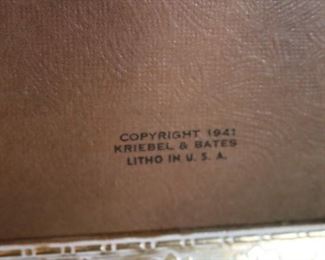 COPYRIGHT 1941
KRIEBEL & BATES
LITHO IN U. S. A.